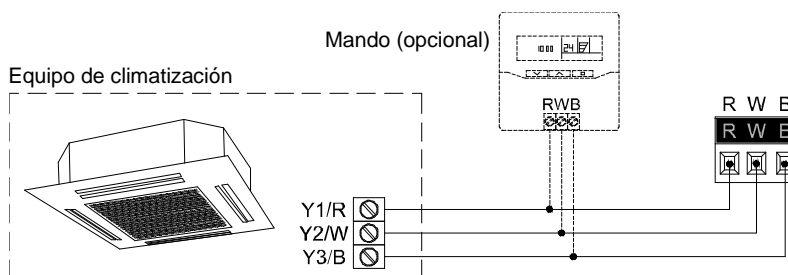 Mando (opcional)
1000 24
Equipo de climatización
RWB
R W B
R W B
Y1/R
Y2/W
Y3/B